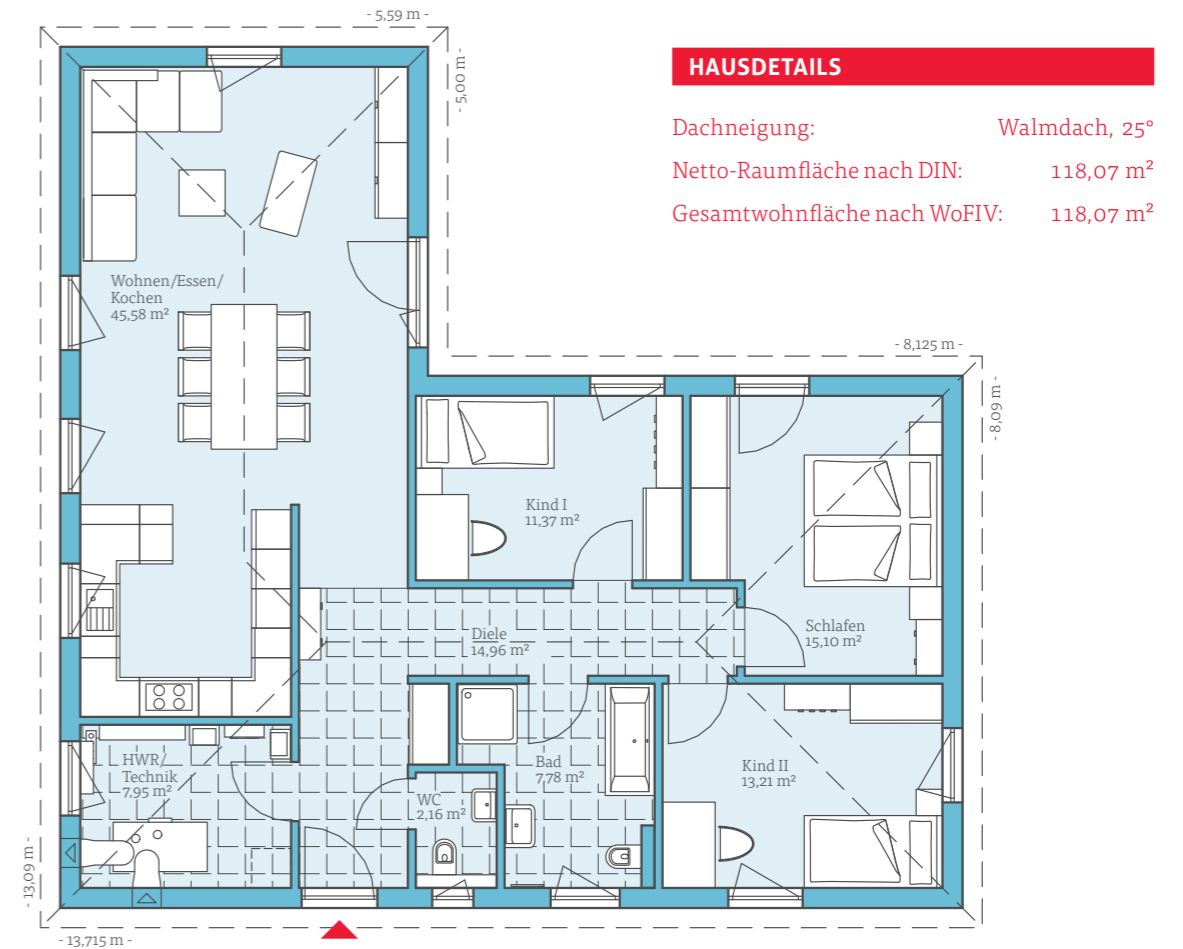 - 5,59 m -
- 5,00 m -
HAUSDETAILS
Dachneigung: Walmdach, 25°
Netto-Raumfläche nach DIN: 118,07 m²
Gesamtwohnfläche nach WoFIV: 118,07 m²
Wohnen/Essen/
Kochen
45,58 m²
- 8,125 m -
- 8,09 m -
Kind I
11,37 m²
Diele
14,96 m²
Schlafen
15,10 m²
HWR/
Technik
7,95 m²
WC
2,16 m²
Bad
7,78 m²
Kind II
13,21 m²
- 13,09 m -
- 13,715 m -